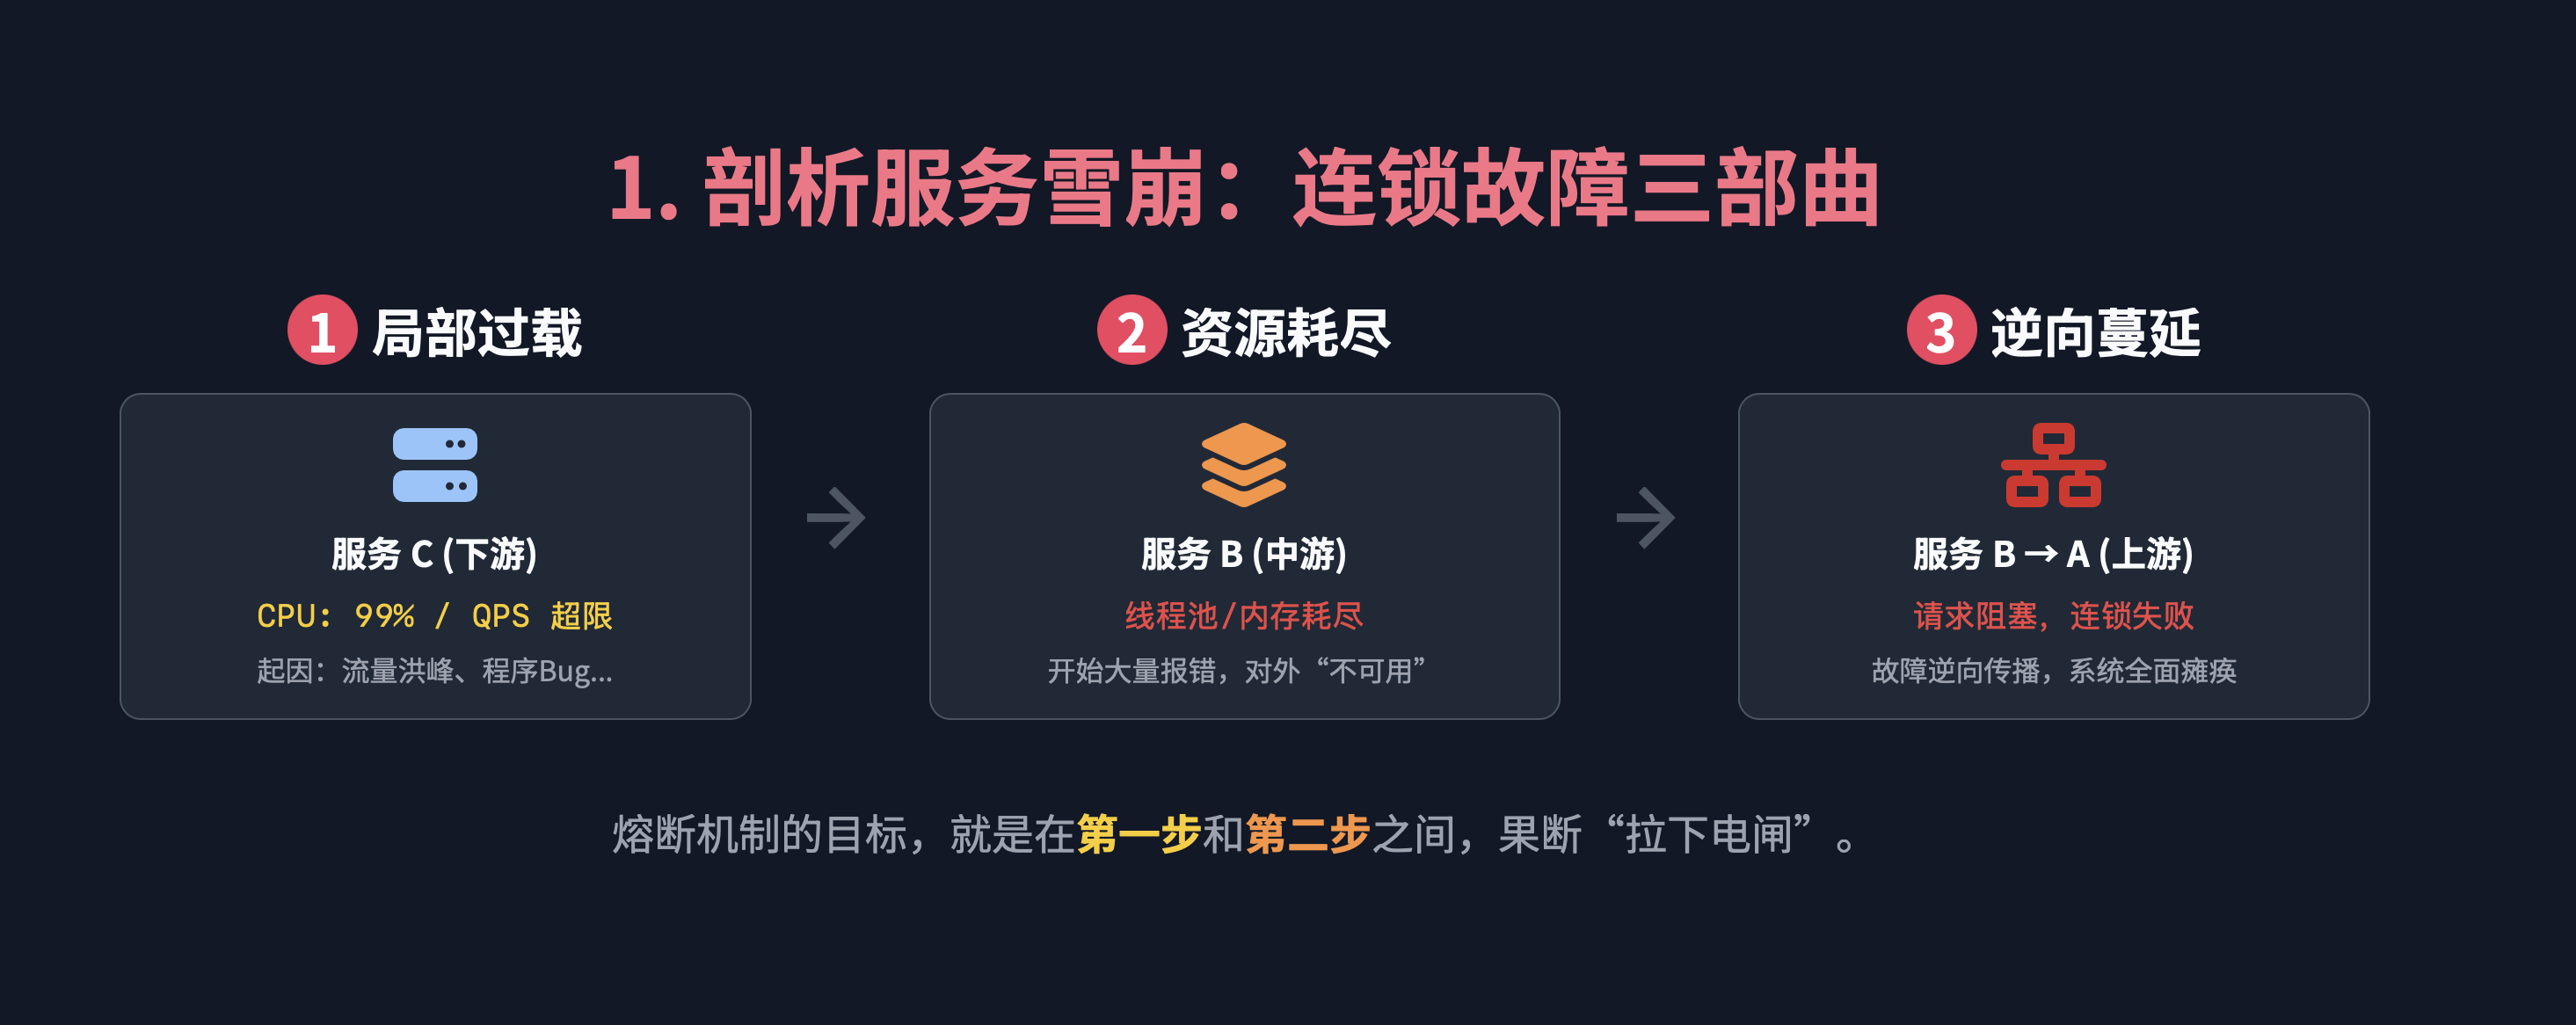 1. 剖析服务雪崩：连锁故障三部曲
1 局部过载
服务 C (下游)
CPU: 99% / QPS 超限
起因：流量洪峰、程序Bug...
2 资源耗尽
服务 B (中游)
线程池/内存耗尽
开始大量报错，对外“不可用”
3 逆向蔓延
服务 B → A (上游)
请求阻塞，连锁失败
故障逆向传播，系统全面瘫痪
熔断机制的目标，就是在第一步和第二步之间，果断“拉下电闸”。